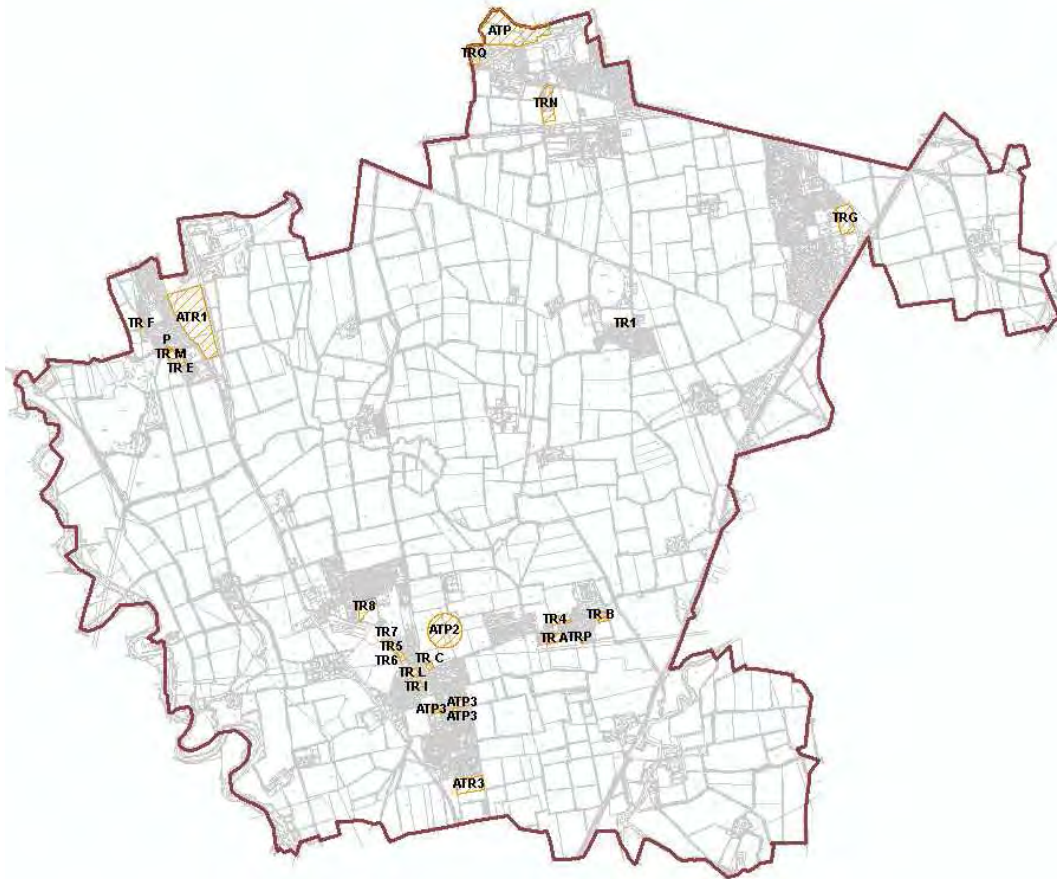 ATP
TRQ
TRN
TRG
ATR1
TR F
TR1
P
TR M
TR E
TR8
TR4
TR B
TR7
ATP2
TR A
TRP
TR5
TR6
TR C
TR L
TR I
ATP3
ATP3
ATP3
ATR3